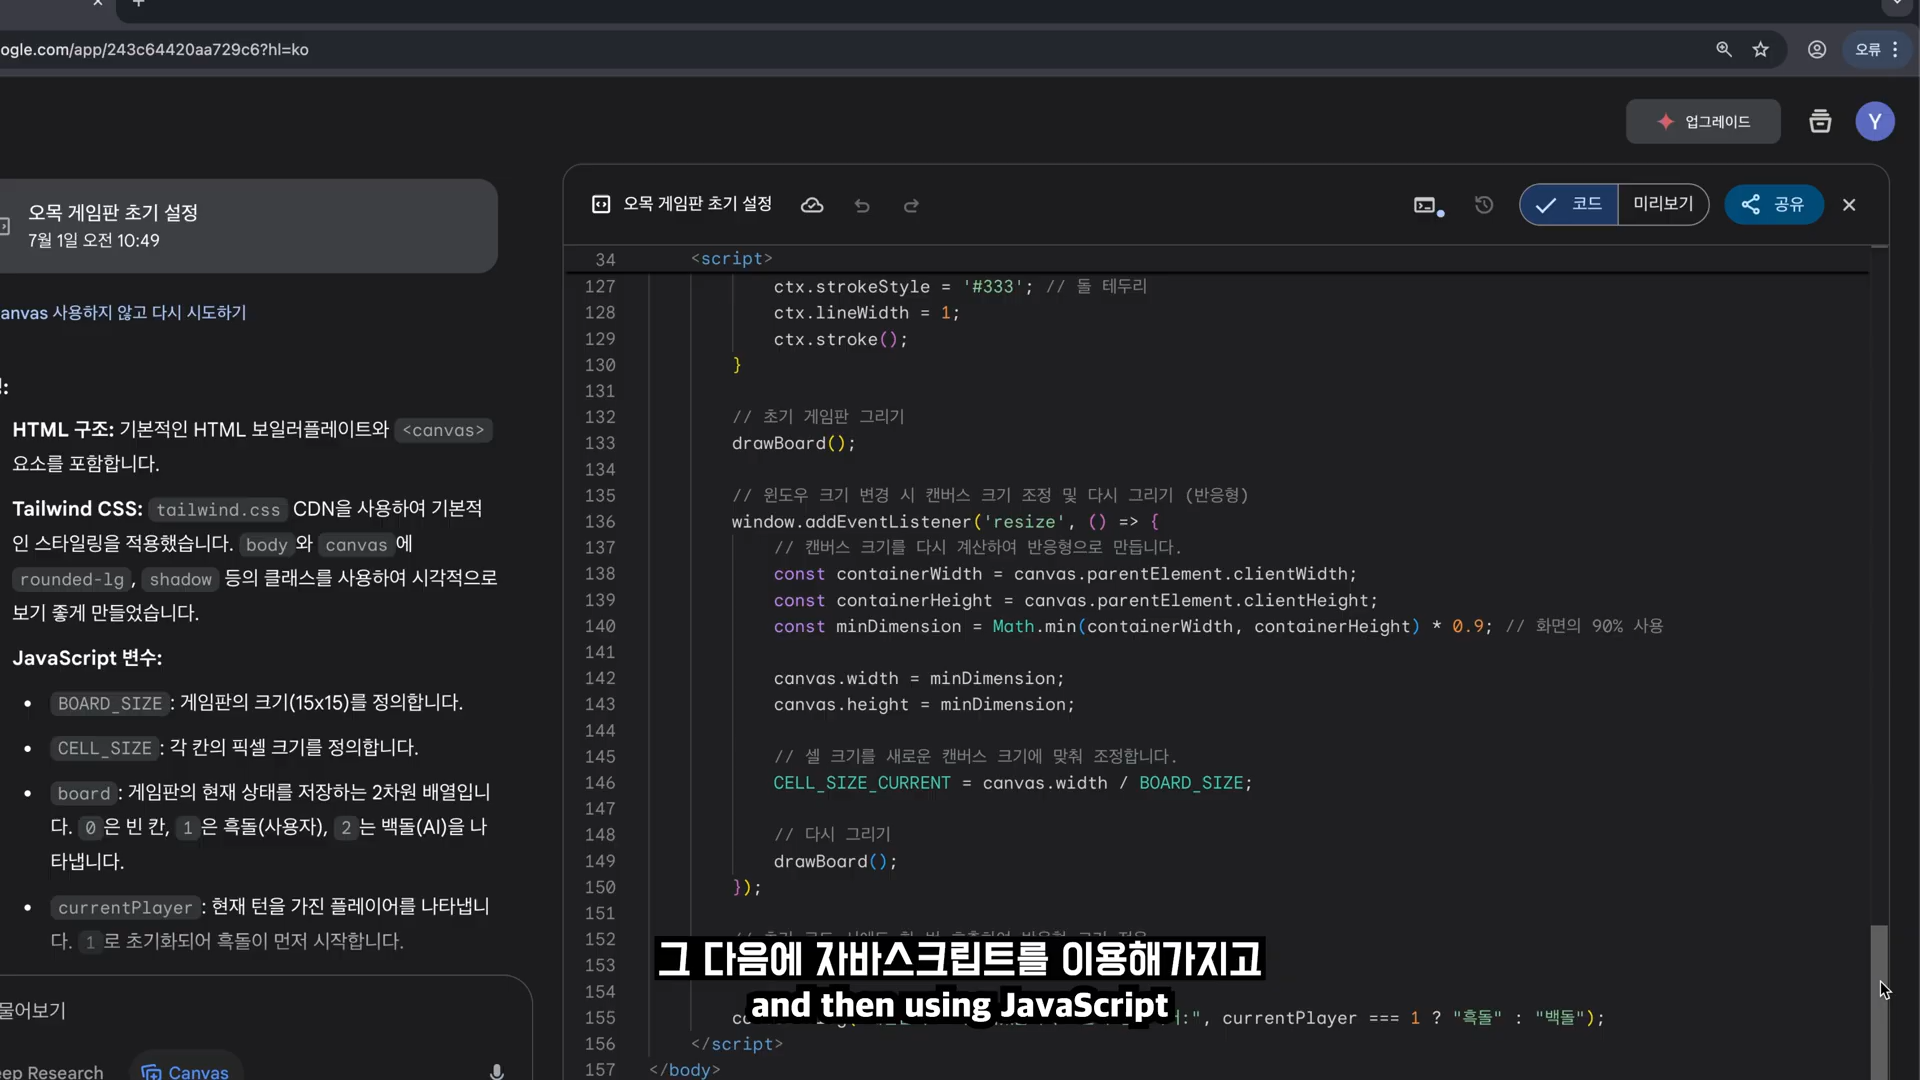 ogle.com/app/243c64420aa729c6?hl=ko
오류
업그레이드
Y
오목 게임판 초기 설정
7월 1일 오전 10:49
anvas 사용하지 않고 다시 시도하기
HTML 구조: 기본적인 HTML 보일러플레이트와 <canvas>
요소를 포함합니다.
Tailwind CSS: tailwind.css CDN을 사용하여 기본적
인 스타일링을 적용했습니다. body 와 canvas 에
rounded-lg, shadow 등의 클래스를 사용하여 시각적으로
보기 좋게 만들었습니다.
JavaScript 변수:
• BOARD_SIZE: 게임판의 크기(15x15)를 정의합니다.
• CELL_SIZE: 각 칸의 픽셀 크기를 정의합니다.
• board: 게임판의 현재 상태를 저장하는 2차원 배열입니
다. 0은 빈 칸, 1은 흑돌(사용자), 2는 백돌(AI)을 나
타냅니다.
• currentPlayer: 현재 턴을 가진 플레이어를 나타냅니
다. 1로 초기화되어 흑돌이 먼저 시작합니다.
물어보기
eep Research
Canvas
오목 게임판 초기 설정
코드
미리보기
공유
34 <script>
127 ctx.strokeStyle = '#333'; // 돌 테두리
128 ctx.lineWidth = 1;
129 ctx.stroke();
130 }
131
132 // 초기 게임판 그리기
133 drawBoard();
134
135 // 윈도우 크기 변경 시 캔버스 크기 조정 및 다시 그리기 (반응형)
136 window.addEventListener('resize', () => {
137 // 캔버스 크기를 다시 계산하여 반응형으로 만듭니다.
138 const containerWidth = canvas.parentElement.clientWidth;
139 const containerHeight = canvas.parentElement.clientHeight;
140 const minDimension = Math.min(containerWidth, containerHeight) * 0.9; // 화면의 90% 사용
141
142 canvas.width = minDimension;
143 canvas.height = minDimension;
144
145 // 셀 크기를 새로운 캔버스 크기에 맞춰 조정합니다.
146 CELL_SIZE_CURRENT = canvas.width / BOARD_SIZE;
147
148 // 다시 그리기
149 drawBoard();
150 });
151
152
153
154
155 :", currentPlayer === 1 ? "흑돌" : "백돌");
156 </script>
157 </body>
그 다음에 자바스크립트를 이용해가지고
and then using JavaScript